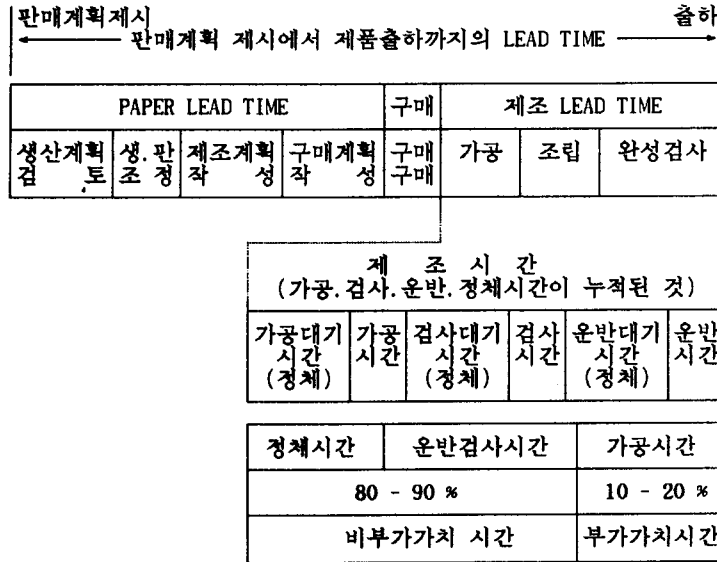 판매계획제시 출하
판매계획 제시에서 제품출하까지의 LEAD TIME
PAPER LEAD TIME 구매 제조 LEAD TIME
생산계획 생.판 제조계획 구매계획 구매 가공 조립 완성검사
검 토 조 정 작 성 작 성 구매
제 조 시 간
(가공.검사.운반.정체시간이 누적된 것)
가공대기 가공 검사대기 검사 운반대기 운반
시간 시간 시간 시간 시간 시간
(정체) (정체) (정체)
정체시간 운반검사시간 가공시간
80 - 90 % 10 - 20 %
비부가가치 시간 부가가치시간